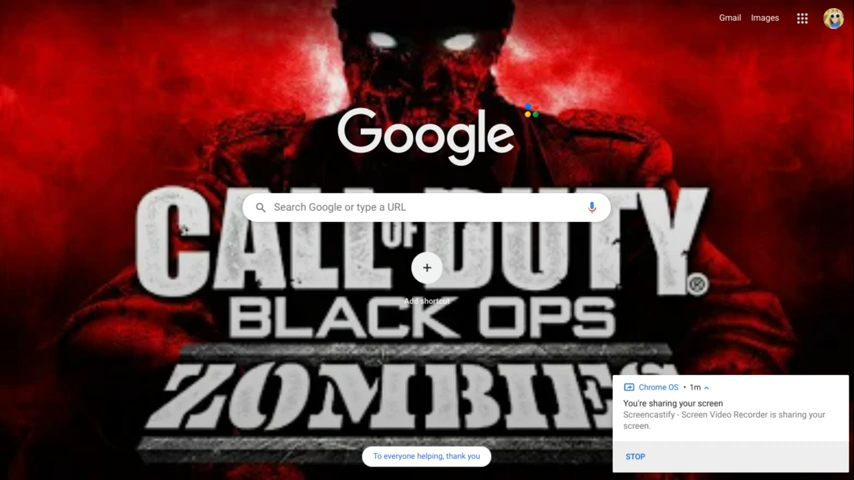 Gmail Images
Google
Search Google or type a URL
CALL OF DUTY®
Add shortcut
BLACK OPS
ZOMBIES
Chrome OS • 1m
You're sharing your screen
Screencastify - Screen Video Recorder is sharing your
screen.
STOP
To everyone helping, thank you